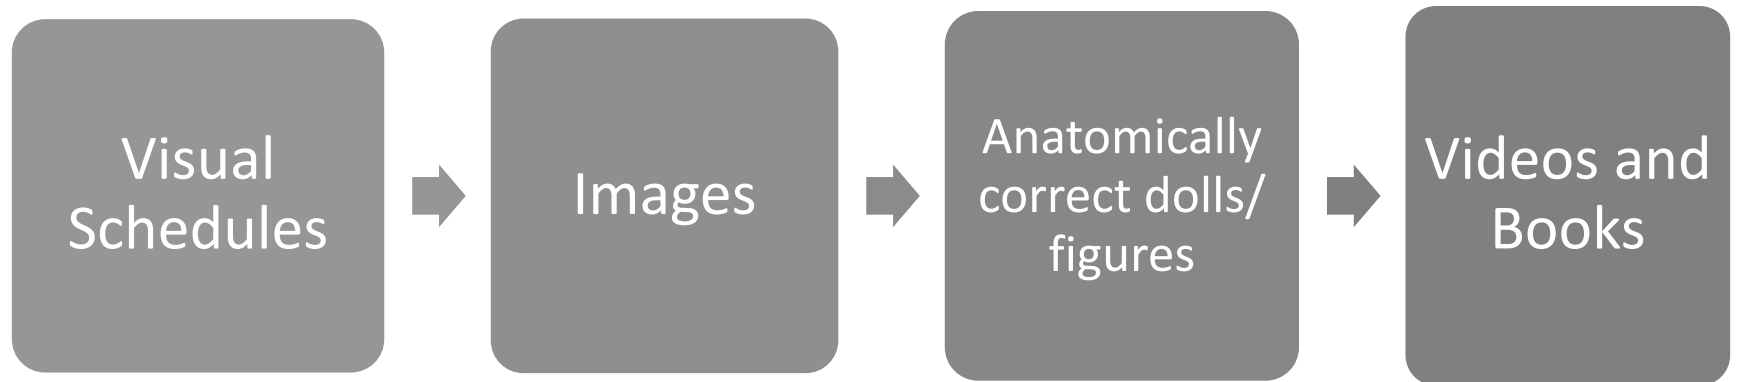 Visual
Schedules
Images
Anatomically
correct dolls/
figures
Videos and
Books